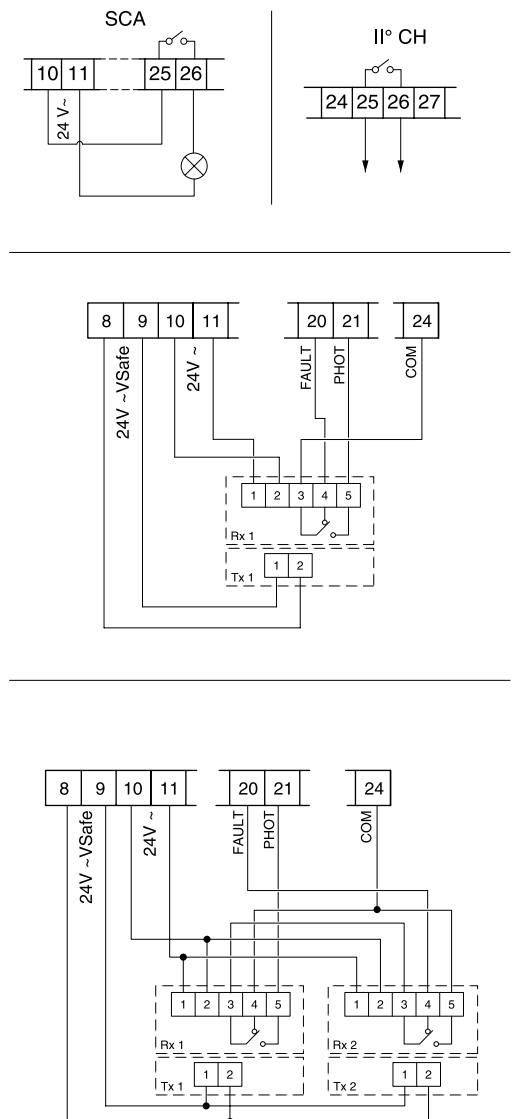 SCA
10 11 25 26
24 V~
II° CH
24 25 26 27
8 9 10 11 20 21 24
24V ~VSafe
24V ~
FAULT
PHOT
COM
1 2 3 4 5
Rx 1
1 2
Tx 1
8 9 10 11 20 21 24
24V ~VSafe
24V ~
FAULT
PHOT
COM
1 2 3 4 5 1 2 3 4 5
Rx 1 Rx 2
1 2 1 2
Tx 1 Tx 2